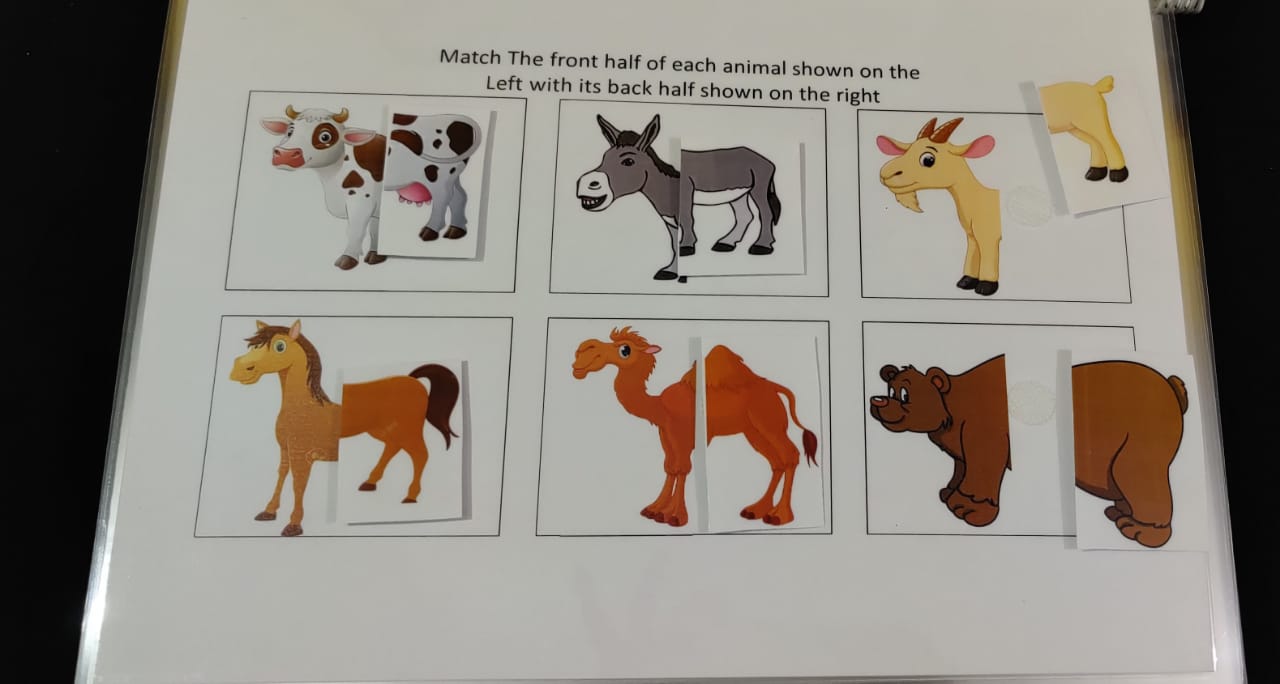 Match The front half of each animal shown on the
Left with its back half shown on the right